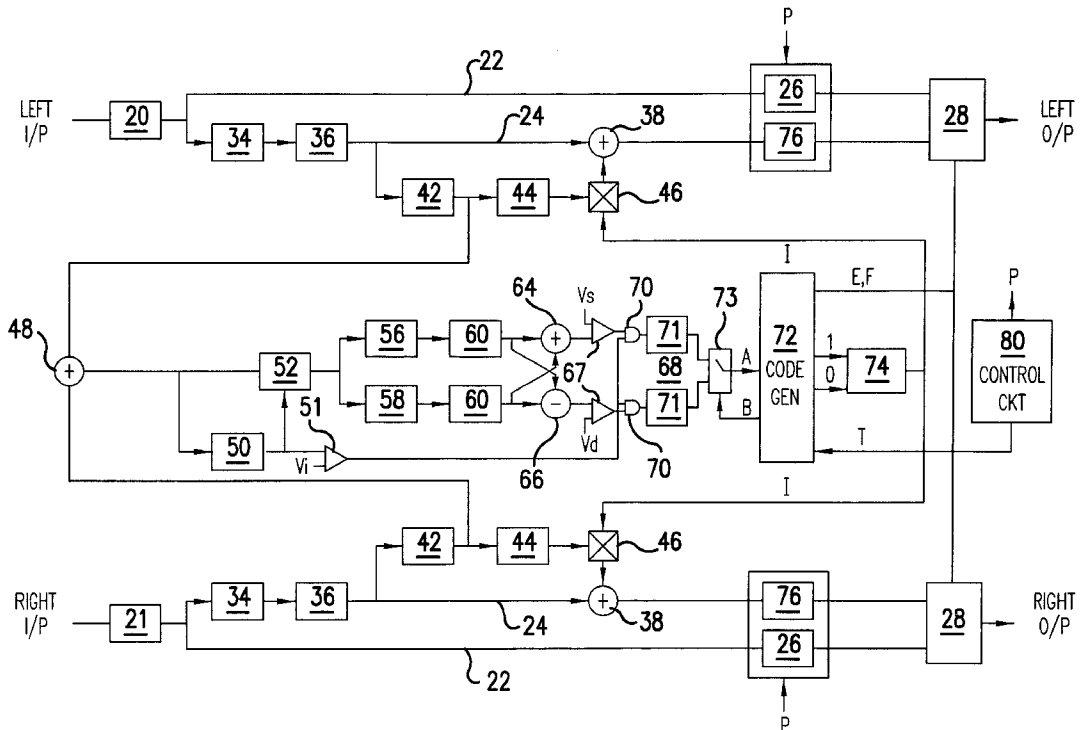 P
22
LEFT
I/P
20
26
24
38
28
LEFT
O/P
34
36
76
42
44
46
I
64
Vs
70
73
E,F
P
48
56
60
71
A
72
CODE
GEN
1
0
74
80
CONTROL
CKT
52
67
68
51
58
60
71
B
50
Vi
Vd
66
70
T
I
42
44
46
RIGHT
I/P
21
34
36
24
38
76
28
RIGHT
O/P
26
22
P
+
+
−
+
+